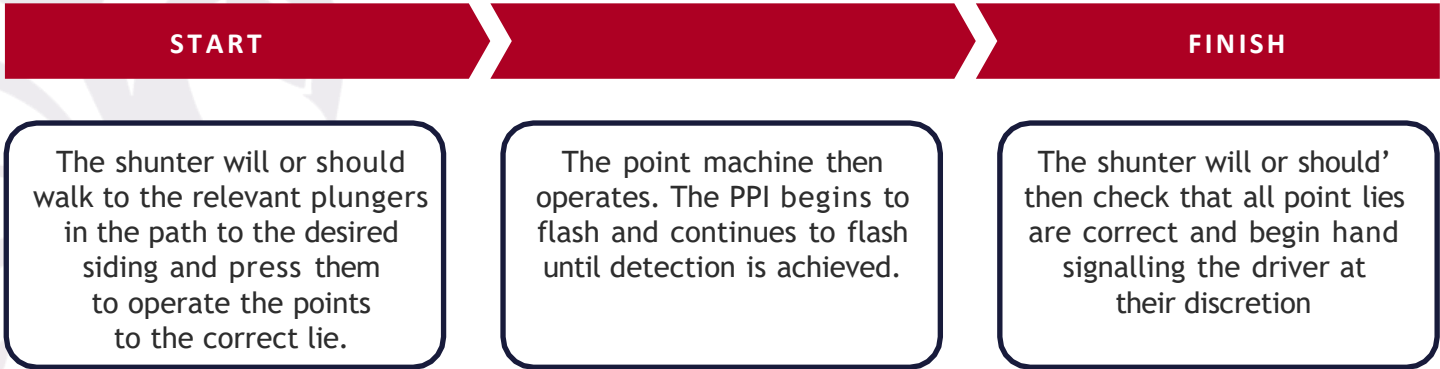 START
FINISH
The shunter will or should
walk to the relevant plungers
in the path to the desired
siding and press them
to operate the points
to the correct lie.
The point machine then
operates. The PPI begins to
flash and continues to flash
until detection is achieved.
The shunter will or should’
then check that all point lies
are correct and begin hand
signalling the driver at
their discretion